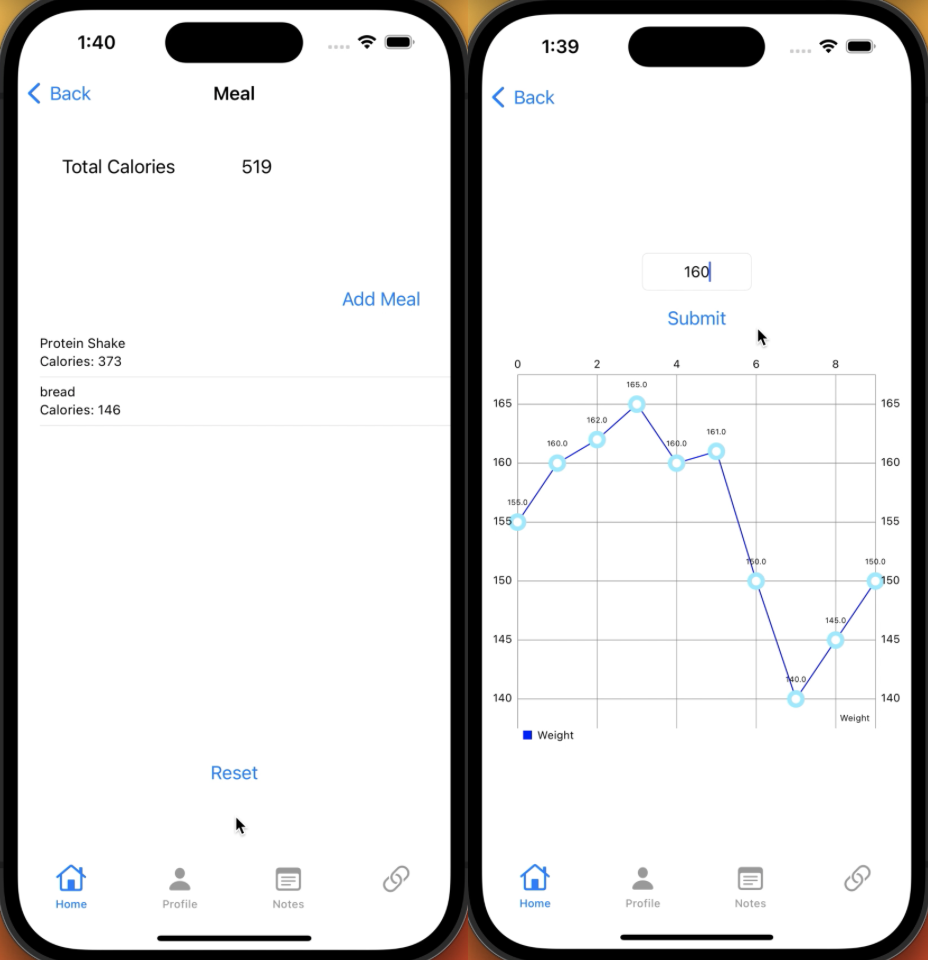 1:40
Back
Meal
Total Calories 519
Add Meal
Protein Shake
Calories: 373
bread
Calories: 146
Reset
Home Profile Notes
1:39
Back
160
Submit
0 2 4 6 8
165.0
165 165
162.0
161.0
160.0 160.0
160 160
155.0
155 155
150.0 150.0
150 150
145.0
145 145
140.0
140 140
Weight
Weight
Home Profile Notes